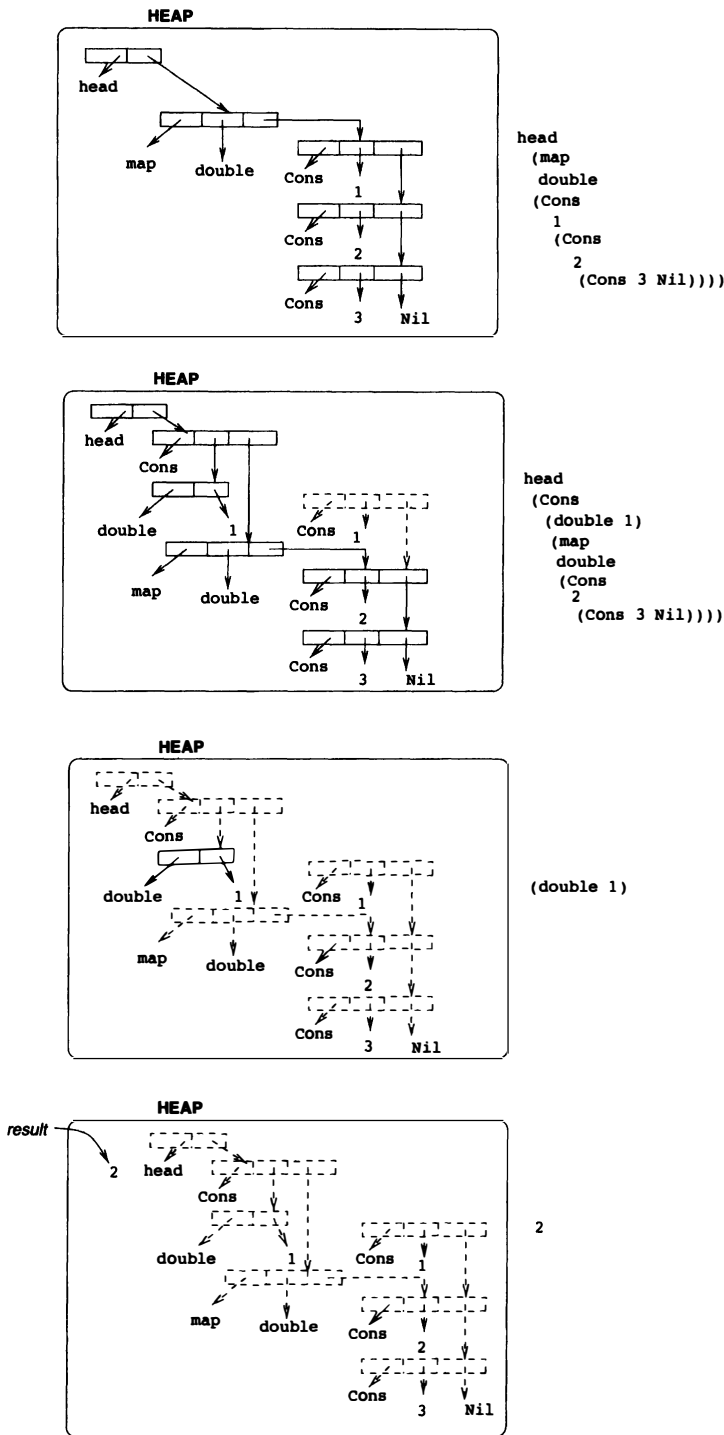 HEAP
head
map
double
Cons
1
Cons
2
Cons
3
Nil
head
(map
double
(Cons
1
(Cons
2
(Cons 3 Nil))))
HEAP
head
Cons
double
1
map
double
Cons
1
Cons
2
Cons
3
Nil
head
(Cons
(double 1)
(map
double
(Cons
2
(Cons 3 Nil))))
HEAP
head
Cons
double
1
map
double
Cons
1
Cons
2
Cons
3
Nil
(double 1)
HEAP
result
2
head
Cons
double
1
map
double
Cons
1
Cons
2
Cons
3
Nil
2